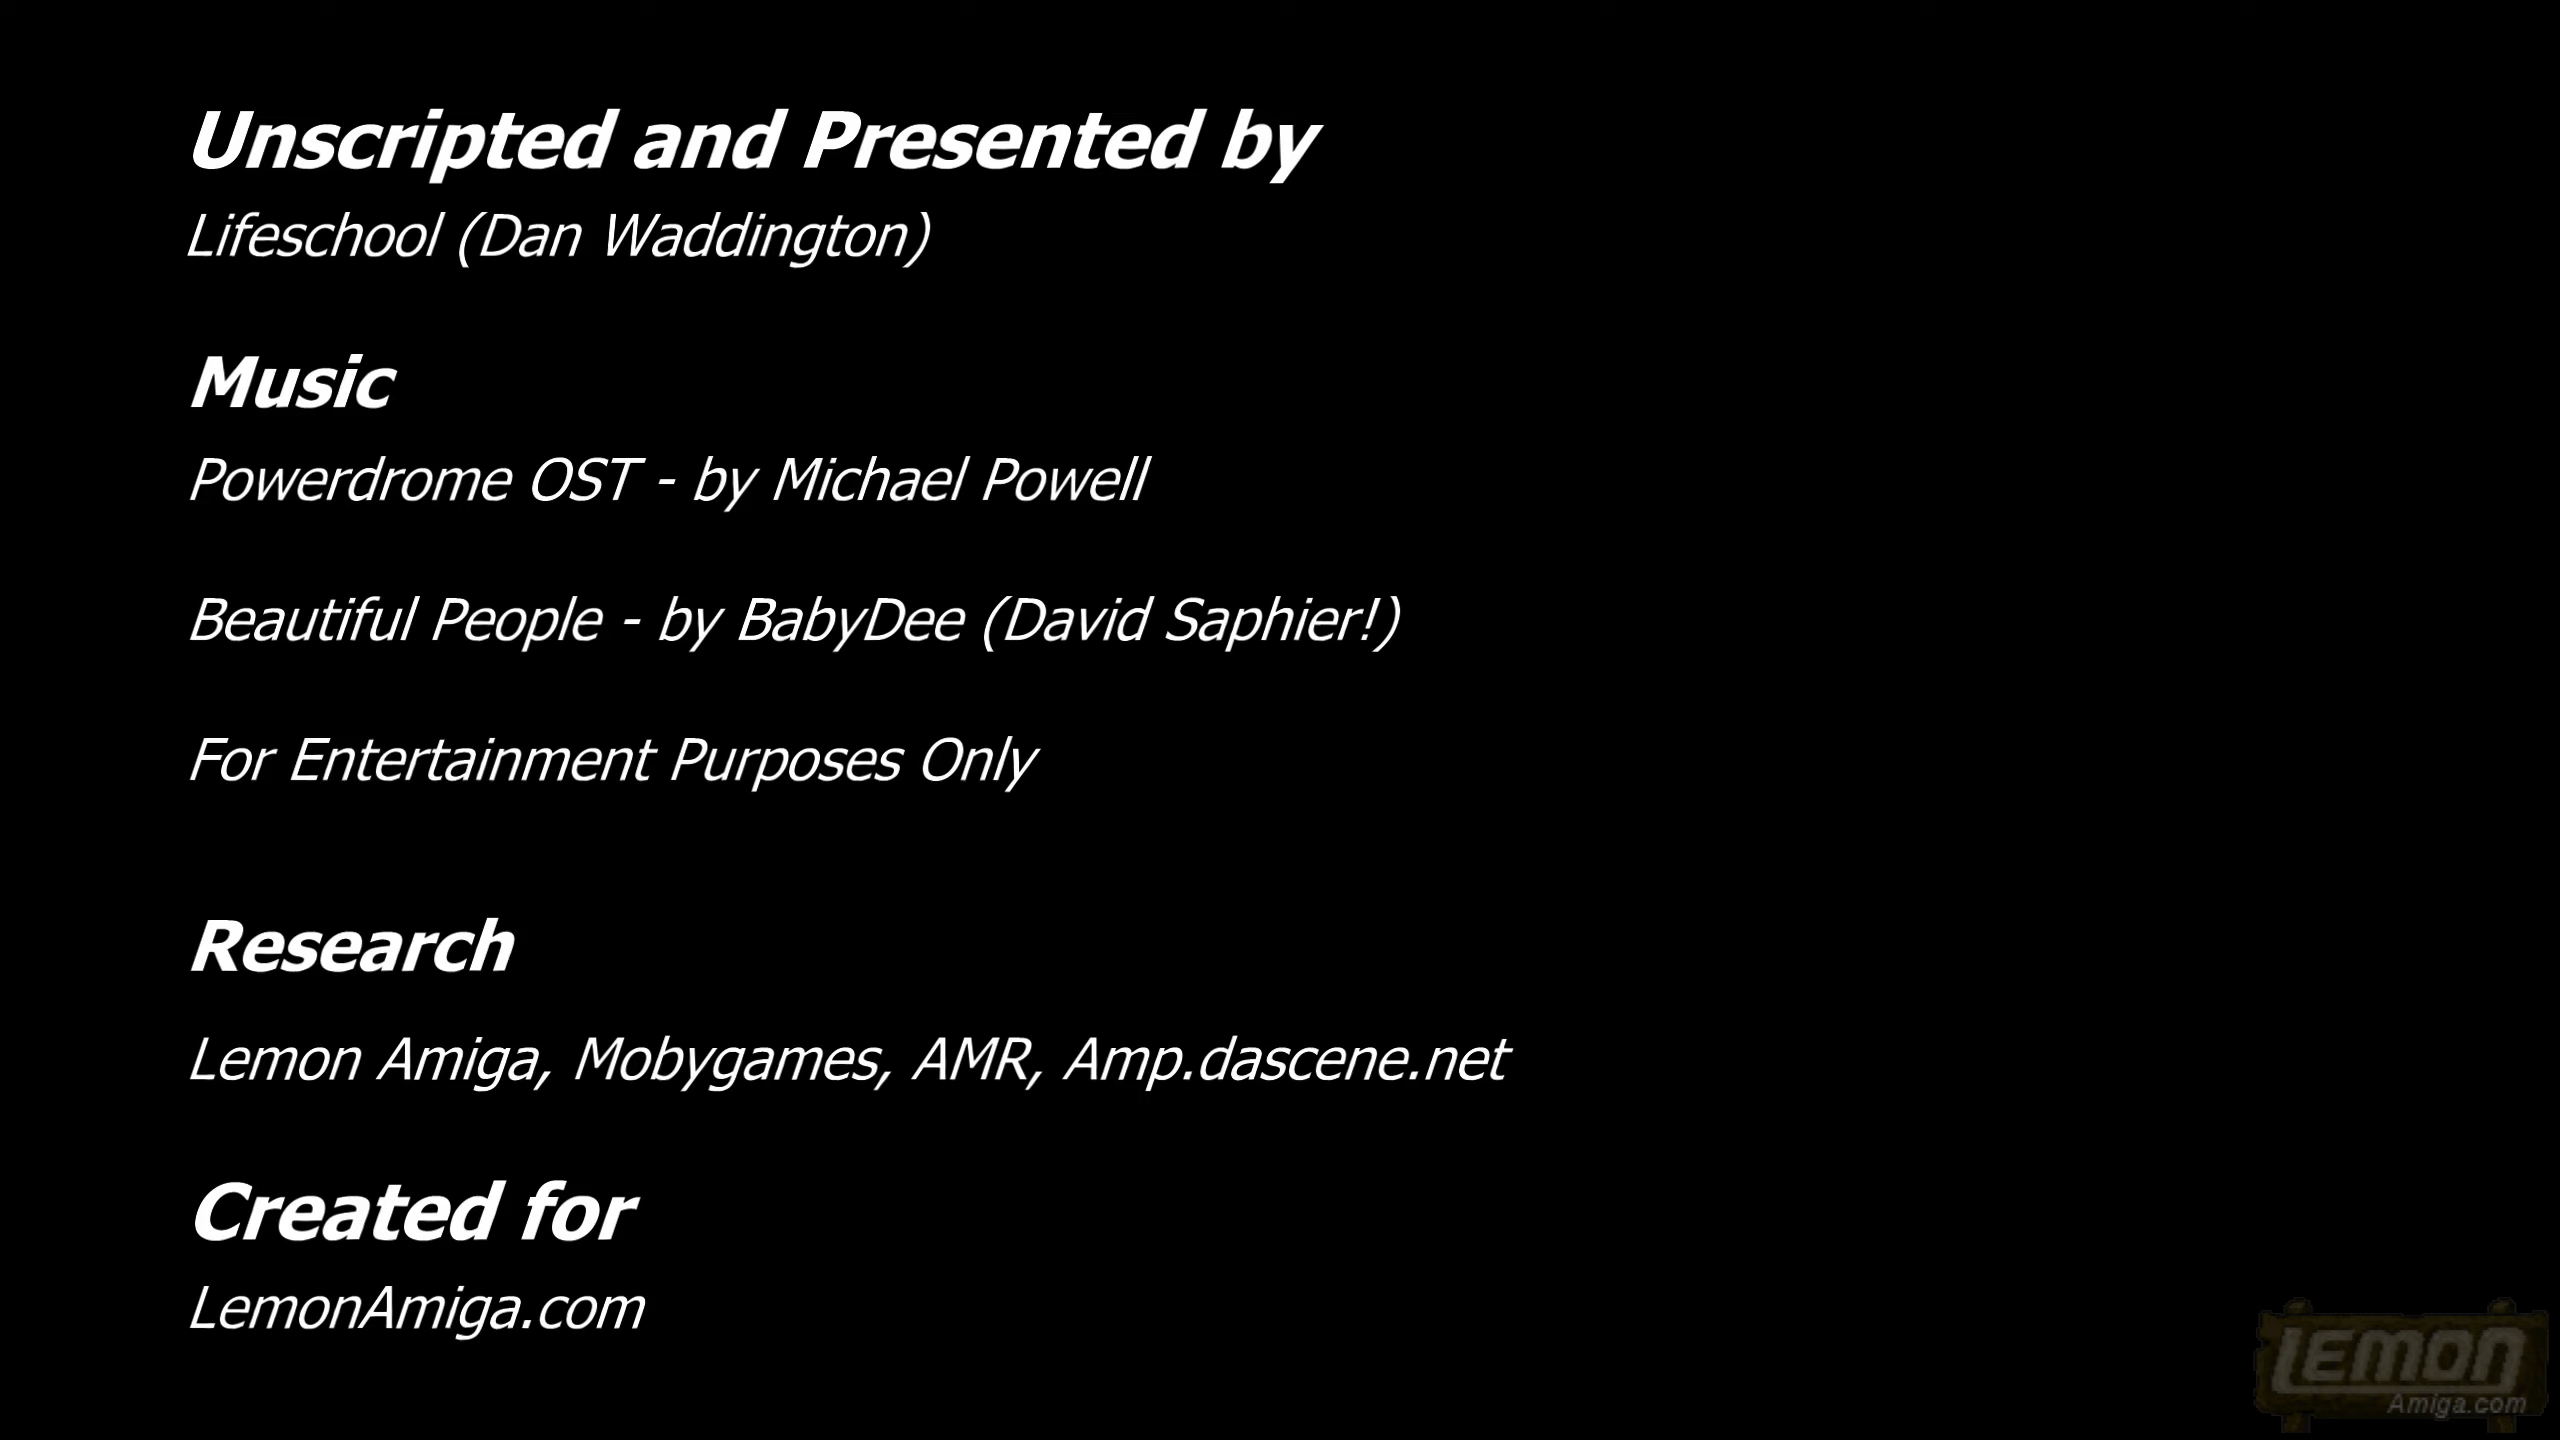 Unscripted and Presented by
Lifeschool (Dan Waddington)
Music
Powerdrome OST - by Michael Powell
Beautiful People - by BabyDee (David Saphier!)
For Entertainment Purposes Only
Research
Lemon Amiga, Mobygames, AMR, Amp.dascene.net
Created for
LemonAmiga.com
LEMON
Amiga.com